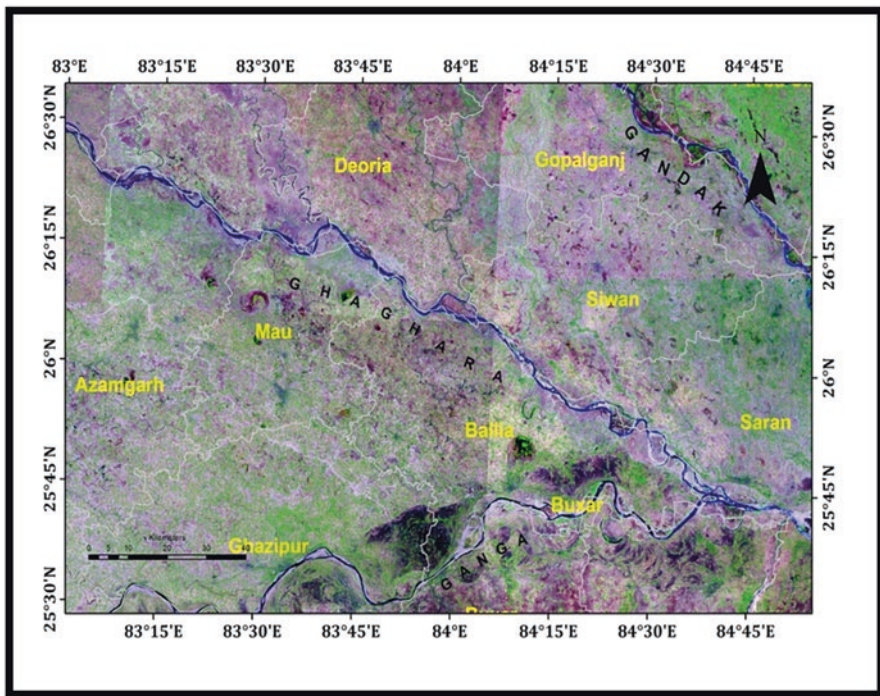 83°E 83°15'E 83°30'E 83°45'E 84°E 84°15'E 84°30'E 84°45'E
26°30'N
26°15'N
26°N
25°45'N
25°30'N
26°30'N
26°15'N
26°N
25°45'N
N
Deoria
Gopalganj
GANDAK
Siwan
GHAGHARA
Mau
Azamgarh
Saran
Ballia
Buxar
Ghazipur
Kilometers
GANGA
83°15'E 83°30'E 83°45'E 84°E 84°15'E 84°30'E 84°45'E